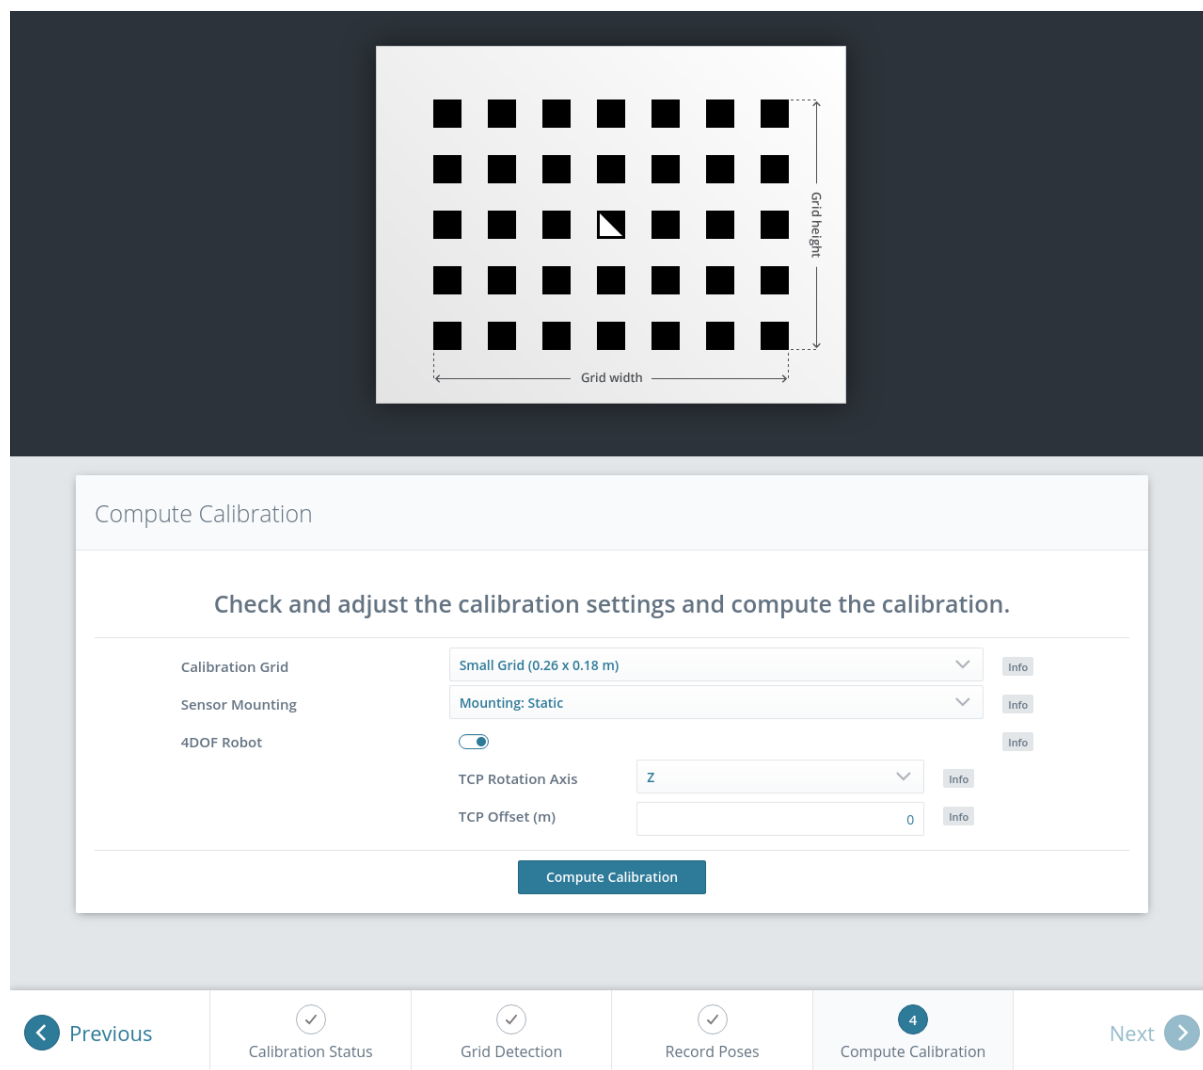 Grid height
Grid width
Compute Calibration
Check and adjust the calibration settings and compute the calibration.
Calibration Grid
Small Grid (0.26 x 0.18 m)
Info
Sensor Mounting
Mounting: Static
Info
4DOF Robot
Info
TCP Rotation Axis
Z
Info
TCP Offset (m)
0
Info
Compute Calibration
Previous
Calibration Status
Grid Detection
Record Poses
4
Compute Calibration
Next